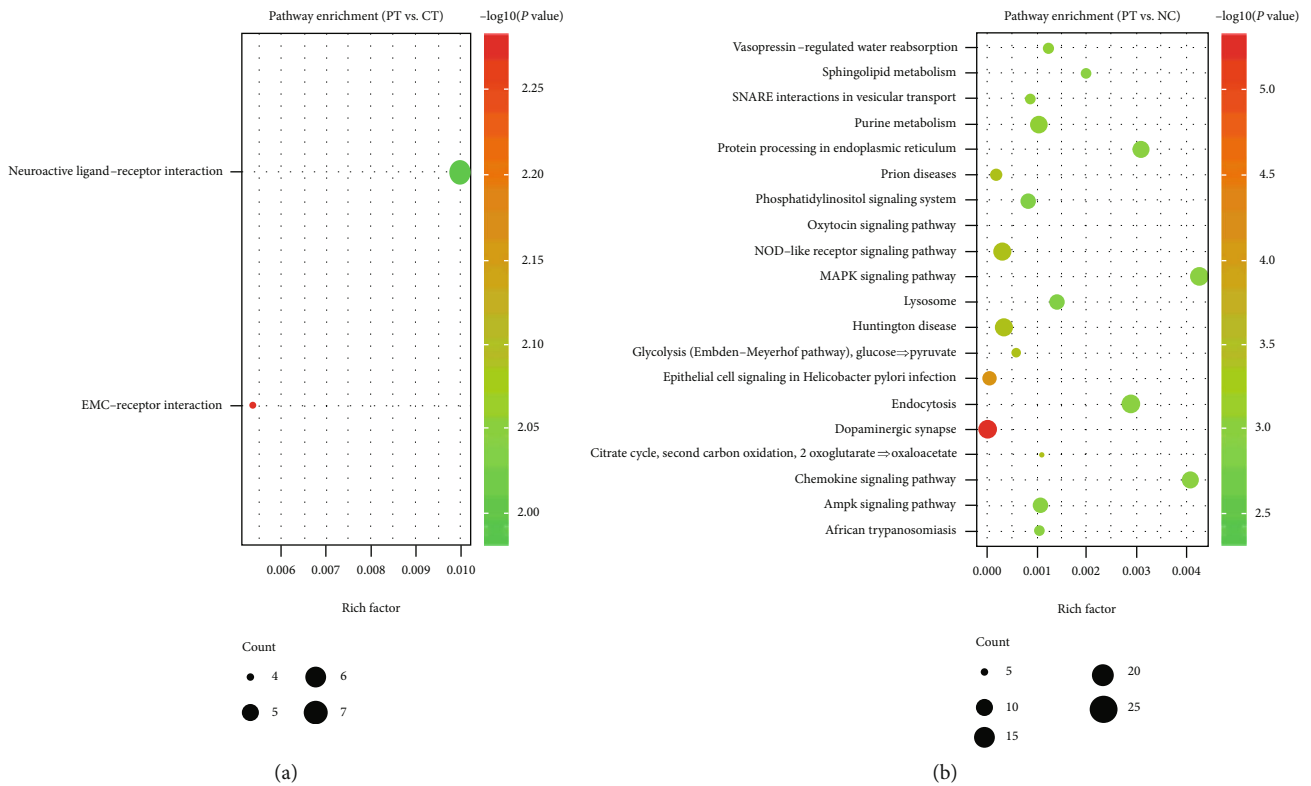 Pathway enrichment (PT vs. CT)
−log10(P value)
Neuroactive ligand–receptor interaction
EMC–receptor interaction
2.25
2.20
2.15
2.10
2.05
2.00
0.006 0.007 0.008 0.009 0.010
Rich factor
Count
4 6
5 7
(a)
Pathway enrichment (PT vs. NC)
−log10(P value)
Vasopressin–regulated water reabsorption
Sphingolipid metabolism
SNARE interactions in vesicular transport
Purine metabolism
Protein processing in endoplasmic reticulum
Prion diseases
Phosphatidylinositol signaling system
Oxytocin signaling pathway
NOD–like receptor signaling pathway
MAPK signaling pathway
Lysosome
Huntington disease
Glycolysis (Embden–Meyerhof pathway), glucose⇒pyruvate
Epithelial cell signaling in Helicobacter pylori infection
Endocytosis
Dopaminergic synapse
Citrate cycle, second carbon oxidation, 2 oxoglutarate⇒oxaloacetate
Chemokine signaling pathway
Ampk signaling pathway
African trypanosomiasis
5.0
4.5
4.0
3.5
3.0
2.5
0.000 0.001 0.002 0.003 0.004
Rich factor
Count
5 20
10 25
15
(b)